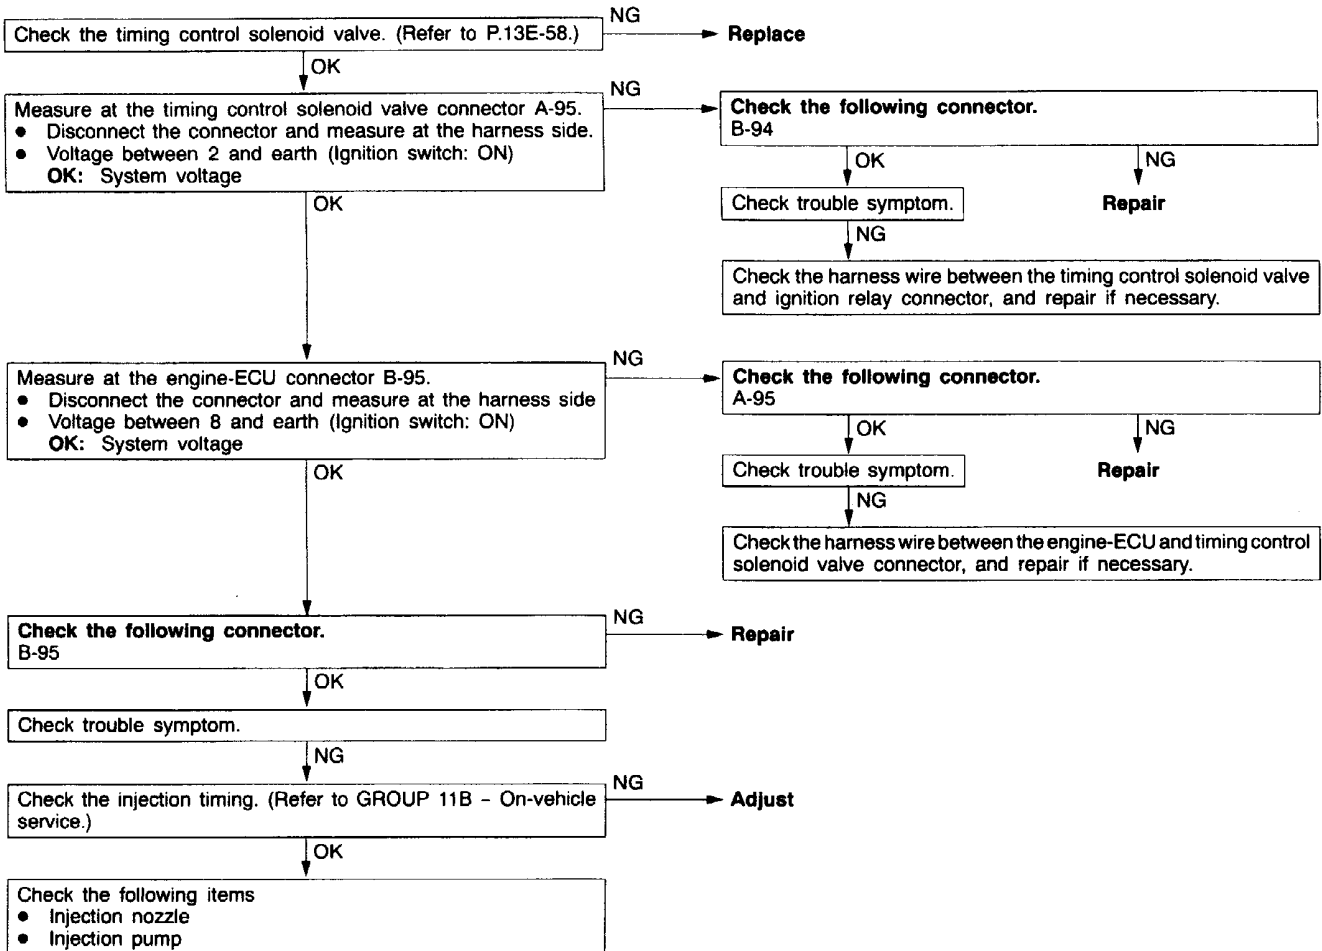 Check the timing control solenoid valve. (Refer to P.13E-58.)
NG
Replace
OK
Measure at the timing control solenoid valve connector A-95.
● Disconnect the connector and measure at the harness side.
● Voltage between 2 and earth (Ignition switch: ON)
OK: System voltage
NG
Check the following connector.
B-94
OK
NG
Check trouble symptom.
Repair
NG
Check the harness wire between the timing control solenoid valve
and ignition relay connector, and repair if necessary.
OK
Measure at the engine-ECU connector B-95.
● Disconnect the connector and measure at the harness side
● Voltage between 8 and earth (Ignition switch: ON)
OK: System voltage
NG
Check the following connector.
A-95
OK
NG
Check trouble symptom.
Repair
NG
Check the harness wire between the engine-ECU and timing control
solenoid valve connector, and repair if necessary.
OK
Check the following connector.
B-95
NG
Repair
OK
Check trouble symptom.
NG
Check the injection timing. (Refer to GROUP 11B – On-vehicle
service.)
NG
Adjust
OK
Check the following items
● Injection nozzle
● Injection pump